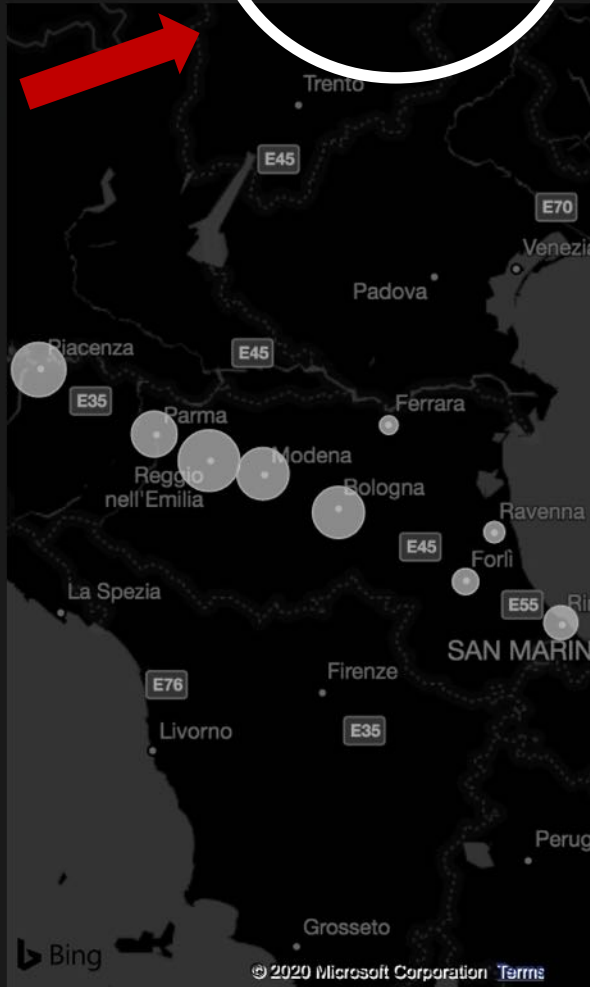 Trento
E45
E70
Venezia
Padova
Piacenza
E45
E35
Ferrara
Parma
Modena
Reggio
nell'Emilia
Bologna
Ravenna
E45
Forlì
La Spezia
E55
Ri
SAN MARIN
Firenze
E76
E35
Livorno
Perug
Grosseto
Bing
© 2020 Microsoft Corporation Terms